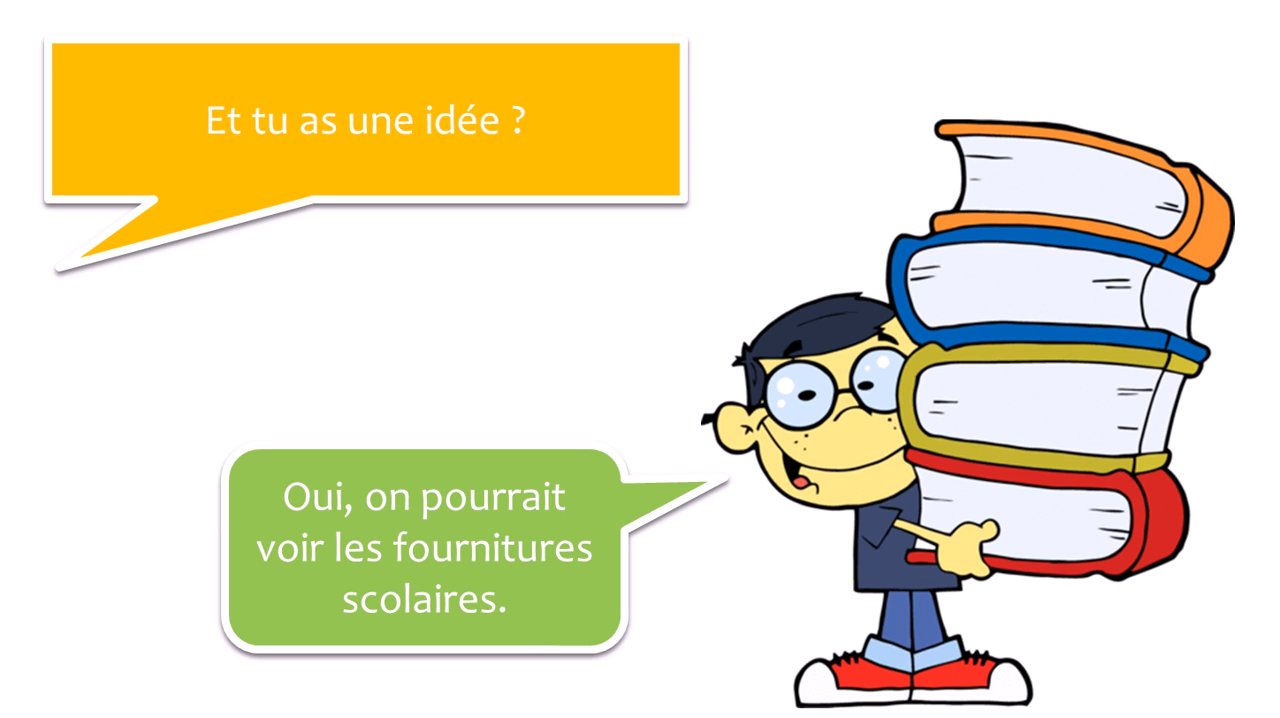 Et tu as une idée ?
Oui, on pourrait
voir les fournitures
scolaires.